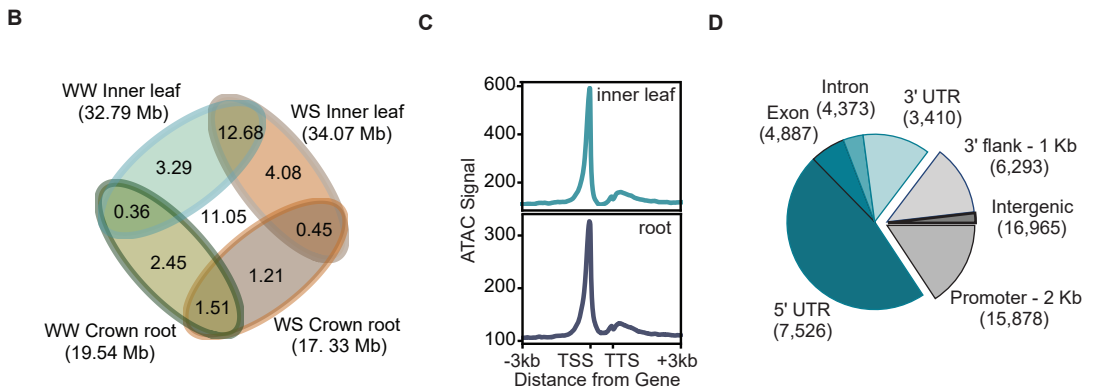 B
WW Inner leaf
(32.79 Mb)
WS Inner leaf
(34.07 Mb)
12.68
3.29
4.08
0.36
11.05
0.45
2.45
1.21
1.51
WW Crown root
(19.54 Mb)
WS Crown root
(17. 33 Mb)
C
ATAC Signal
600
400
200
inner leaf
300
200
100
root
-3kb TSS TTS +3kb
Distance from Gene
D
Intron
(4,373)
Exon
(4,887)
3' UTR
(3,410)
3' flank - 1 Kb
(6,293)
Intergenic
(16,965)
Promoter - 2 Kb
(15,878)
5' UTR
(7,526)